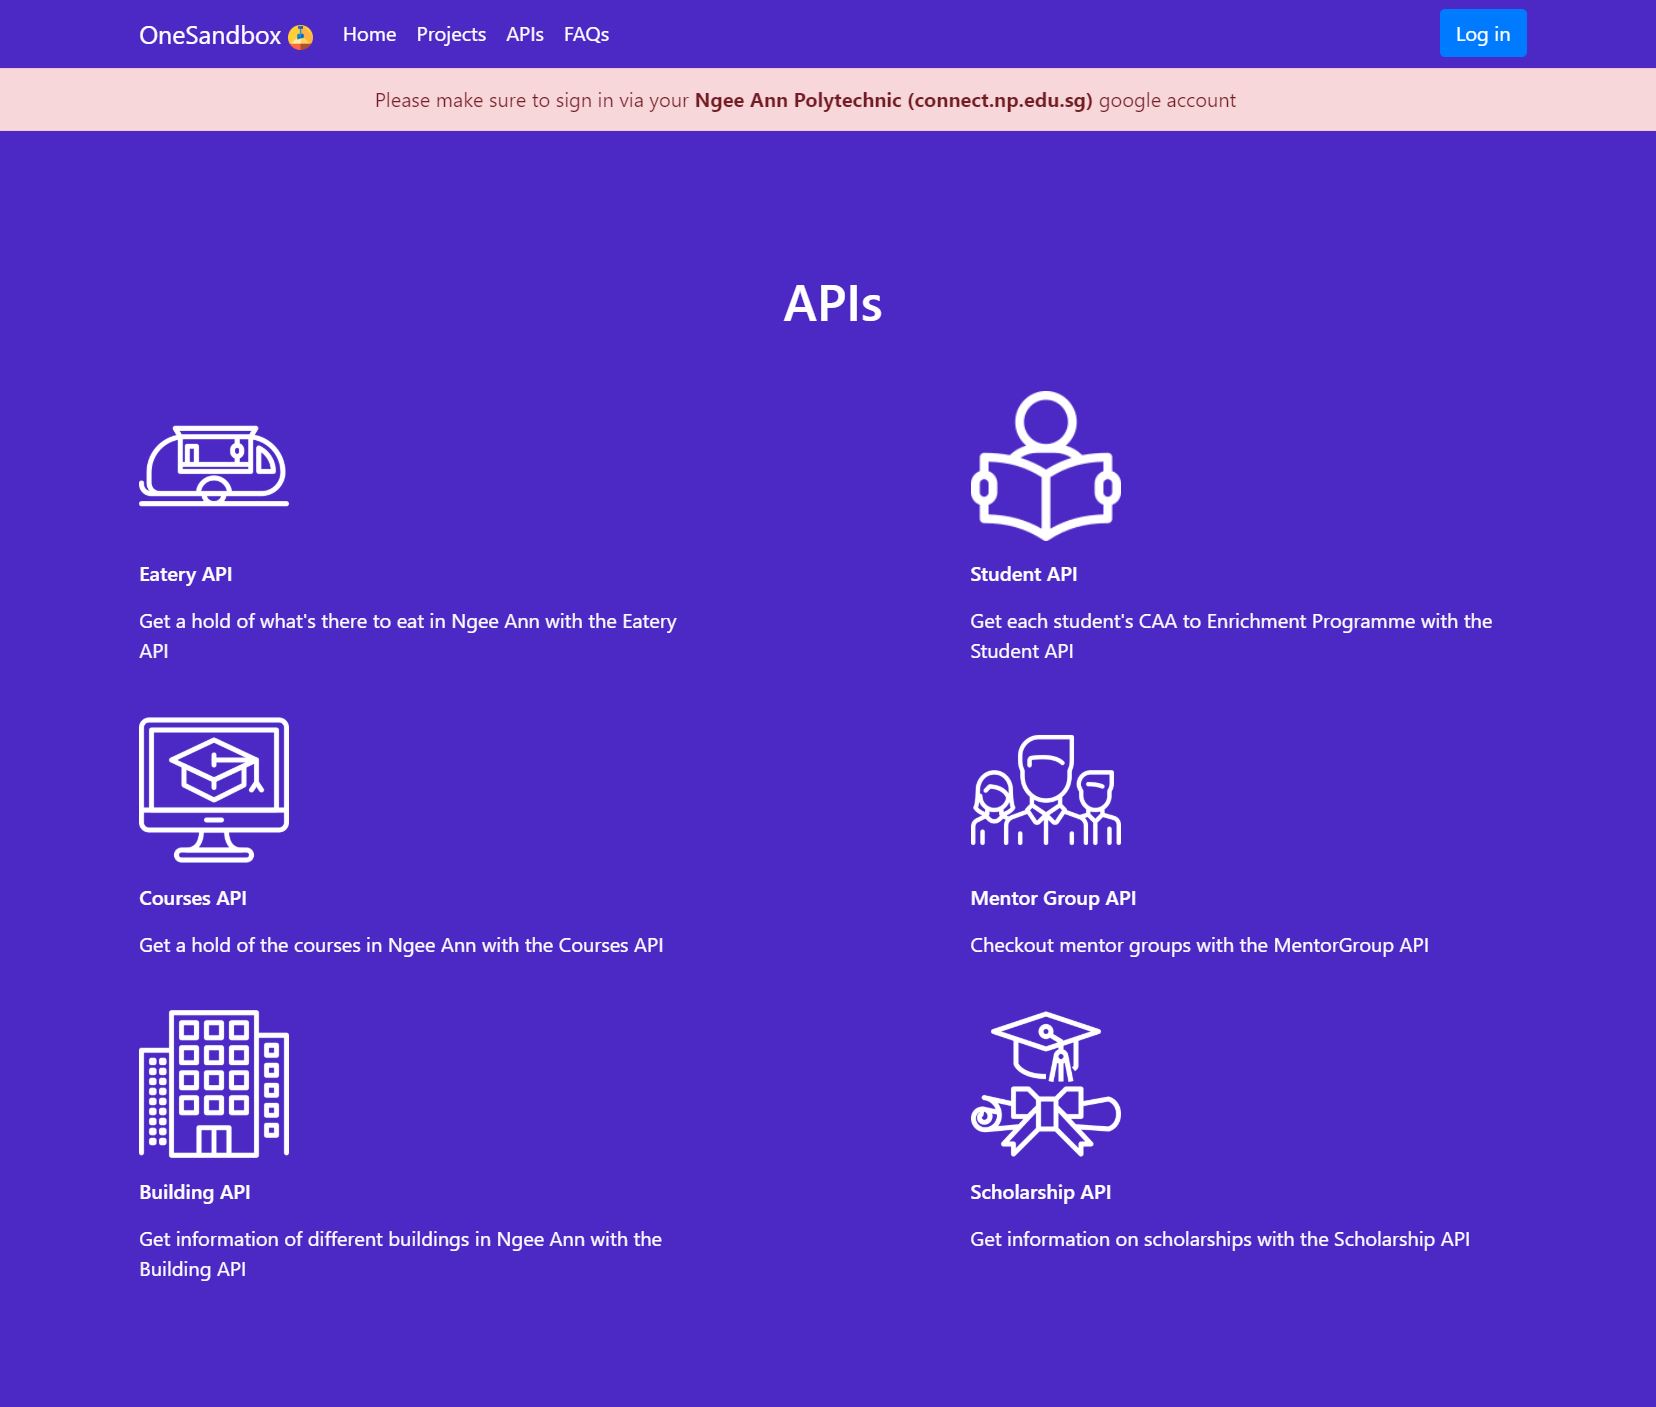 OneSandbox
Home Projects APIs FAQs
Log in
Please make sure to sign in via your Ngee Ann Polytechnic (connect.np.edu.sg) google account
APIs
Eatery API
Get a hold of what's there to eat in Ngee Ann with the Eatery
API
Student API
Get each student's CAA to Enrichment Programme with the
Student API
Courses API
Get a hold of the courses in Ngee Ann with the Courses API
Mentor Group API
Checkout mentor groups with the MentorGroup API
Building API
Get information of different buildings in Ngee Ann with the
Building API
Scholarship API
Get information on scholarships with the Scholarship API